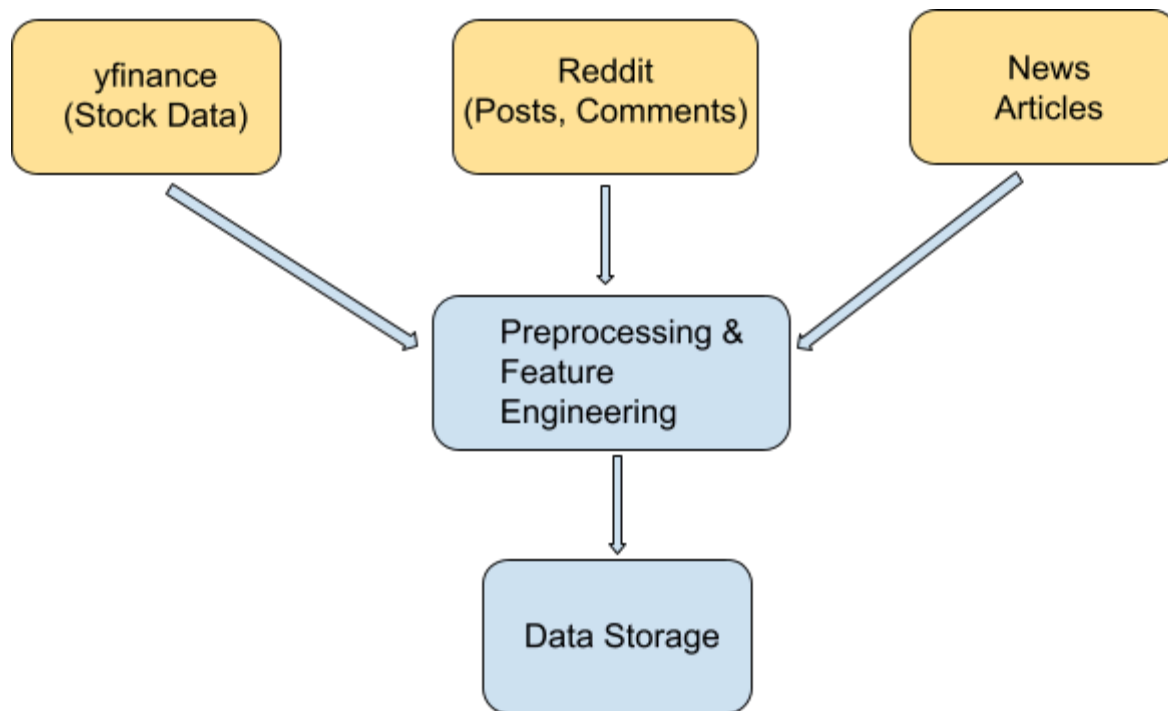 yfinance
(Stock Data)
Reddit
(Posts, Comments)
News
Articles
Preprocessing &
Feature
Engineering
Data Storage